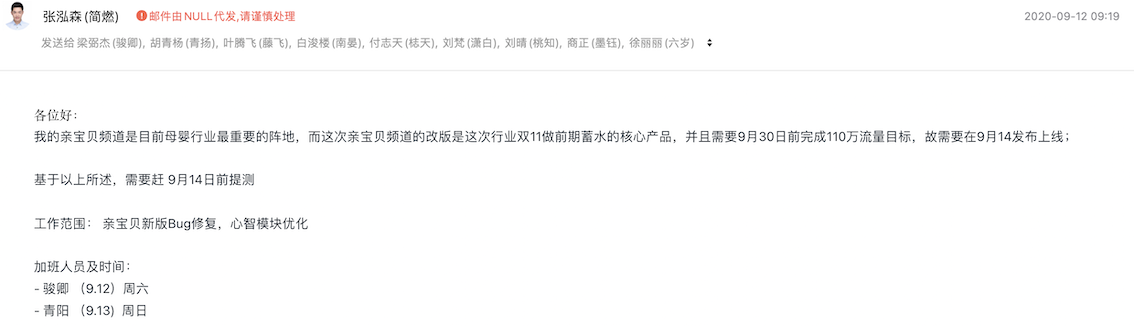 张泓森(简燃) 邮件由NULL代发,请谨慎处理 2020-09-12 09:19
发送给 梁弼杰(骏卿), 胡青杨(青扬), 叶腾飞(藤飞), 白浚楼(南晏), 付志天(梽天), 刘梵(潇白), 刘晴(桃知), 商正(墨钰), 徐丽丽(六岁)
各位好：
我的亲宝贝频道是目前母婴行业最重要的阵地，而这次亲宝贝频道的改版是这次行业双11做前期蓄水的核心产品，并且需要9月30日前完成110万流量目标，故需要在9月14发布上线；
基于以上所述，需要赶 9月14日前提测
工作范围： 亲宝贝新版Bug修复，心智模块优化
加班人员及时间：
- 骏卿 （9.12）周六
- 青阳 （9.13）周日